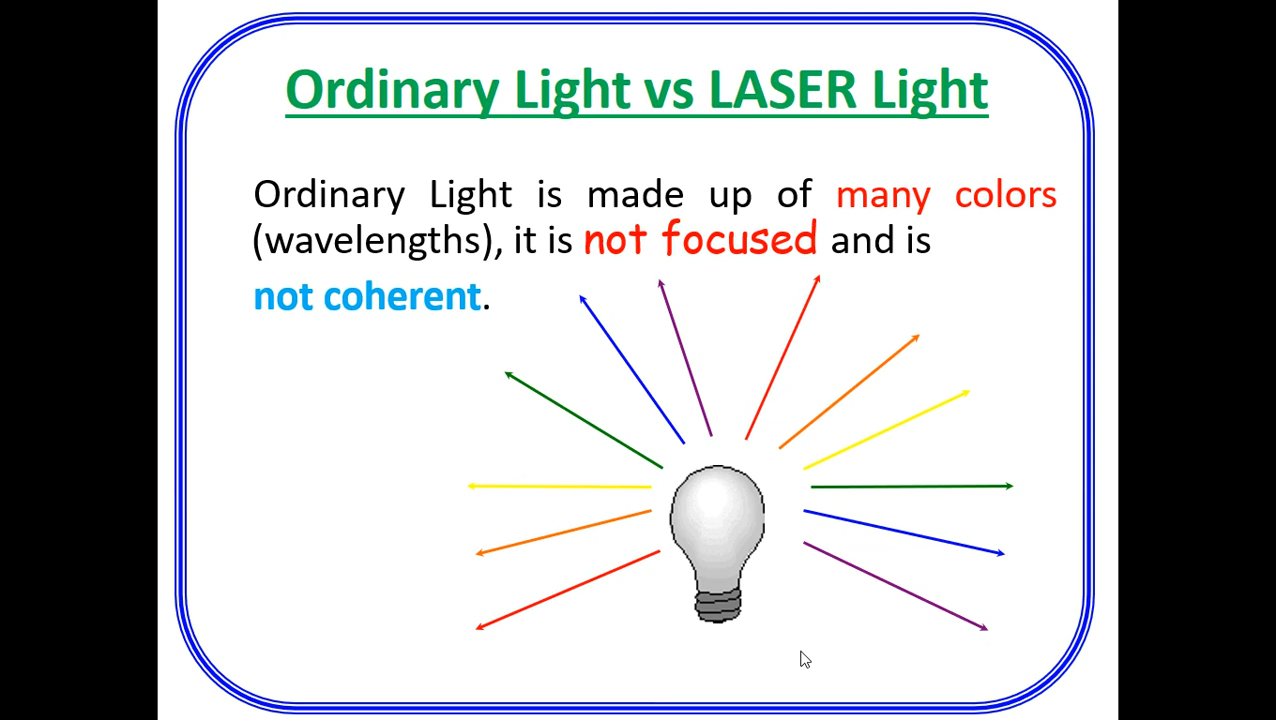 Ordinary Light vs LASER Light
Ordinary Light is made up of many colors
(wavelengths), it is not focused and is
not coherent.